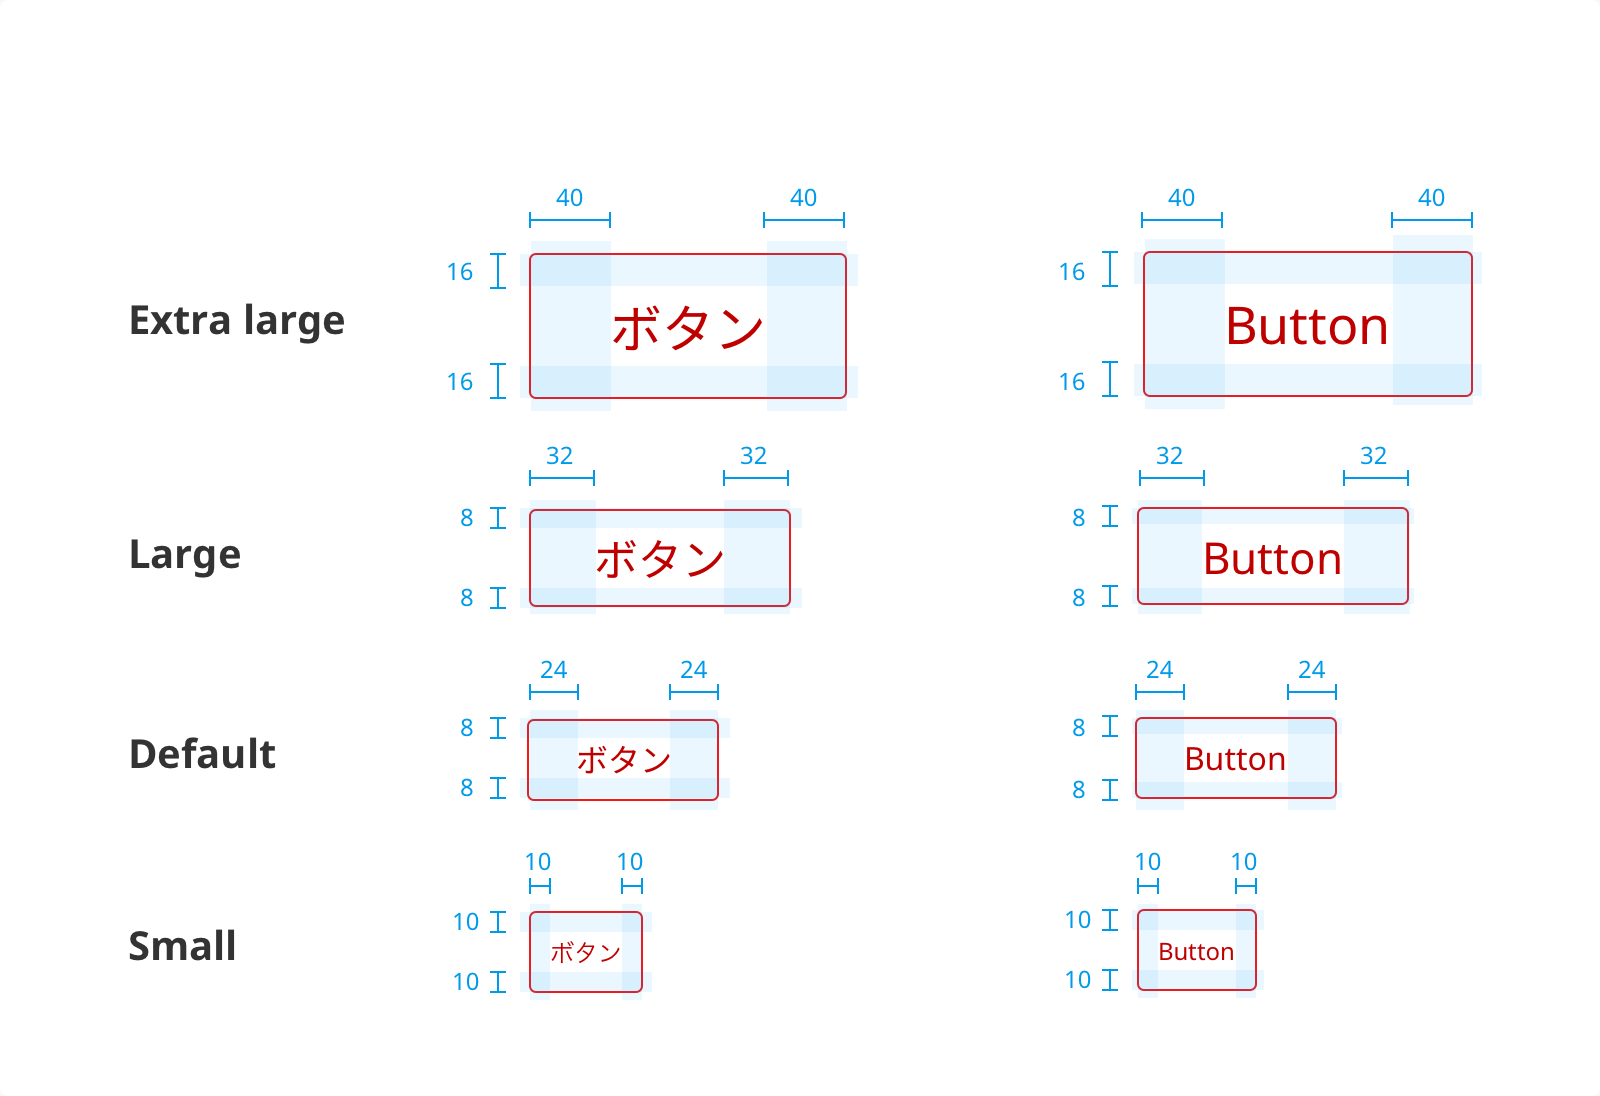 40 40 40 40
16 16
Extra large ボタン Button
16 16
32 32 32 32
8 8
Large ボタン Button
8 8
24 24 24 24
8 8
Default ボタン Button
8 8
10 10 10 10
10 10
Small ボタン Button
10 10